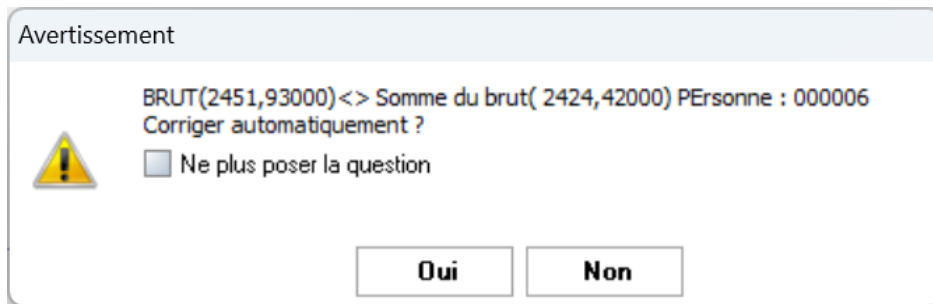 Avertissement
BRUT(2451,93000)<> Somme du brut( 2424,42000) PErsonne : 000006
Corriger automatiquement ?
Ne plus poser la question
Oui Non